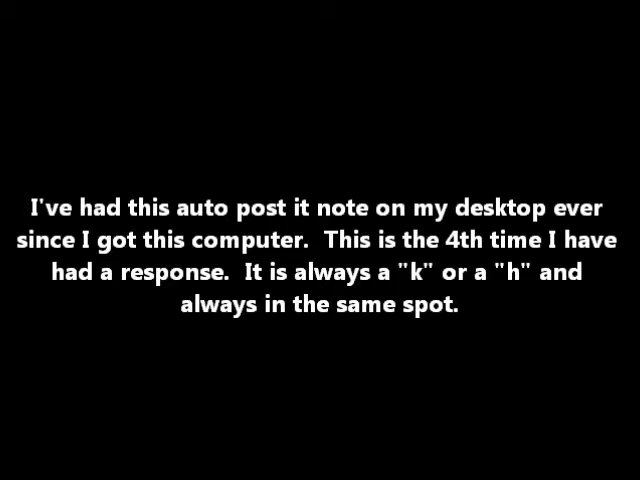 I've had this auto post it note on my desktop ever
since I got this computer.  This is the 4th time I have
had a response.  It is always a "k" or a "h" and
always in the same spot.